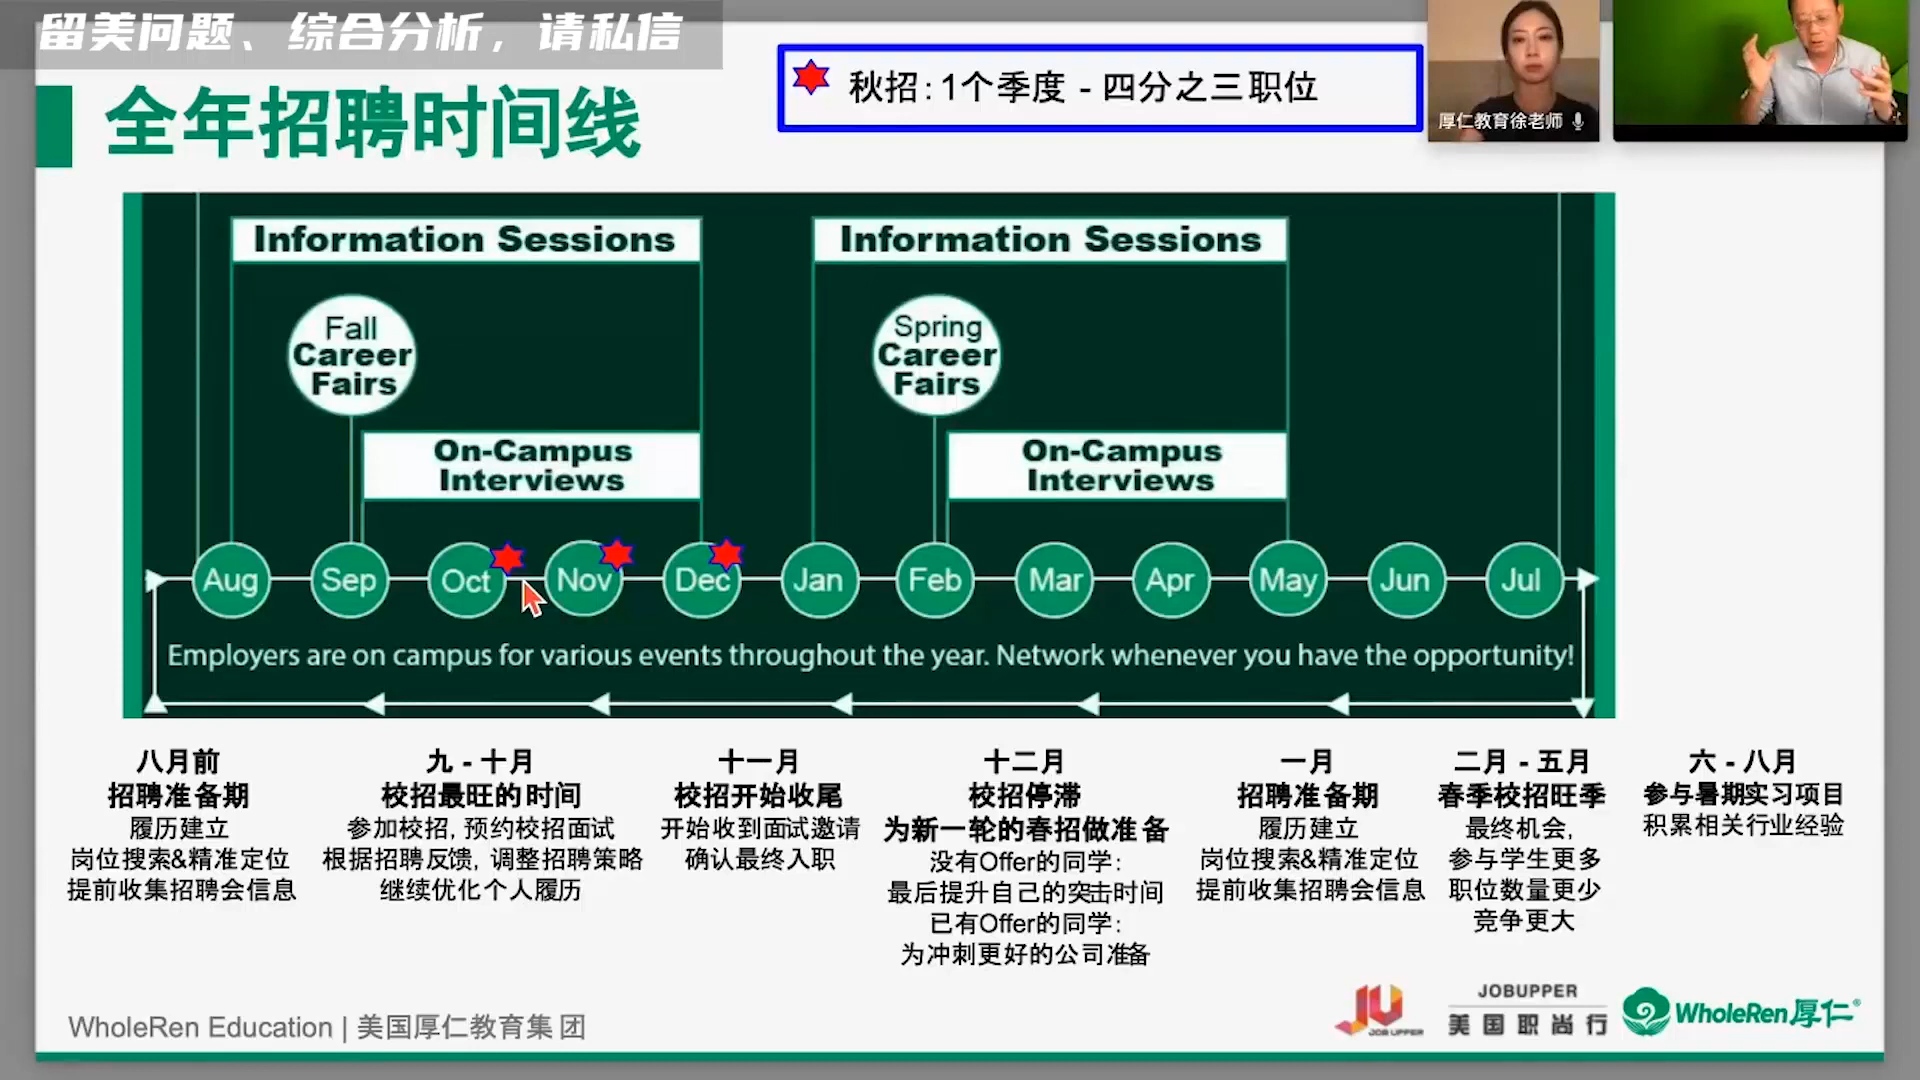 留美问题、综合分析，请私信
全年招聘时间线
秋招：1个季度 - 四分之三职位
厚仁教育徐老师
Information Sessions
Information Sessions
Fall
Career
Fairs
Spring
Career
Fairs
On-Campus
Interviews
On-Campus
Interviews
Aug Sep Oct Nov Dec Jan Feb Mar Apr May Jun Jul
Employers are on campus for various events throughout the year. Network whenever you have the opportunity!
八月前
招聘准备期
履历建立
岗位搜索&精准定位
提前收集招聘会信息
九 - 十月
校招最旺的时间
参加校招, 预约校招面试
根据招聘反馈, 调整招聘策略
继续优化个人履历
十一月
校招开始收尾
开始收到面试邀请
确认最终入职
十二月
校招停滞
为新一轮的春招做准备
没有Offer的同学：
最后提升自己的突击时间
已有Offer的同学：
为冲刺更好的公司准备
一月
招聘准备期
履历建立
岗位搜索&精准定位
提前收集招聘会信息
二月 - 五月
春季校招旺季
最终机会,
参与学生更多
职位数量更少
竞争更大
六 - 八月
参与暑期实习项目
积累相关行业经验
WholeRen Education | 美国厚仁教育集团
JU
JOB UPPER
JOBUPPER
美国职尚行
WholeRen厚仁®